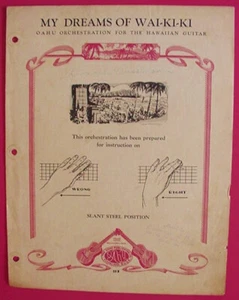 MY DREAMS OF WAI-KI-KI
OAHU ORCHESTRATION FOR THE HAWAIIAN GUITAR
This orchestration has been prepared
for instruction on
WRONG
RIGHT
SLANT STEEL POSITION
OAHU